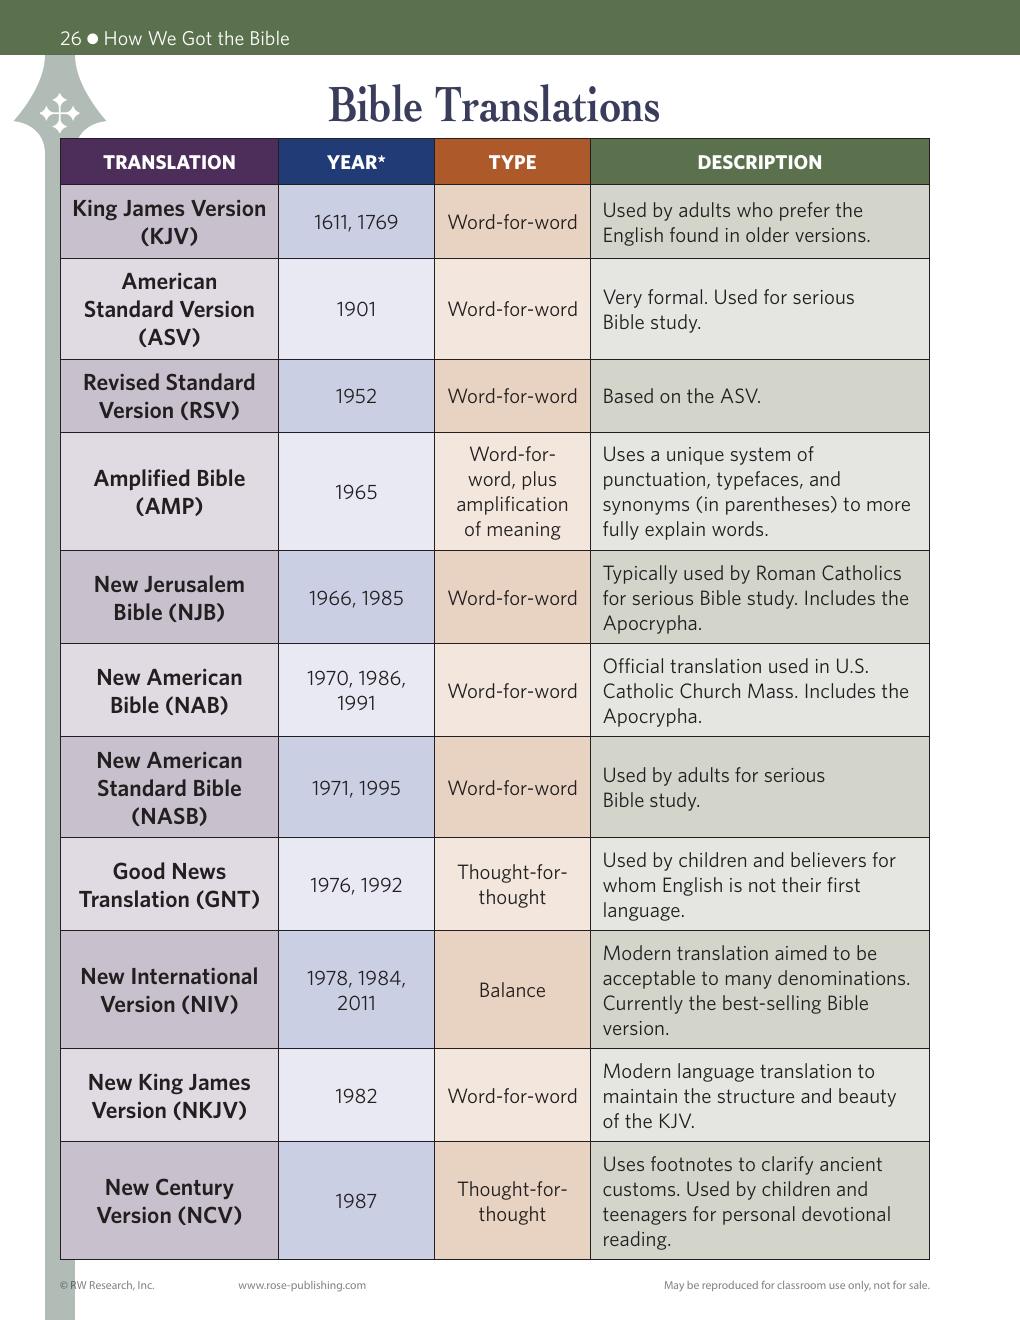 26 ● How We Got the Bible
Bible Translations
TRANSLATION
YEAR*
TYPE
DESCRIPTION
King James Version
(KJV)
1611, 1769
Word-for-word
Used by adults who prefer the
English found in older versions.
American
Standard Version
(ASV)
1901
Word-for-word
Very formal. Used for serious
Bible study.
Revised Standard
Version (RSV)
1952
Word-for-word
Based on the ASV.
Amplified Bible
(AMP)
1965
Word-for-
word, plus
amplification
of meaning
Uses a unique system of
punctuation, typefaces, and
synonyms (in parentheses) to more
fully explain words.
New Jerusalem
Bible (NJB)
1966, 1985
Word-for-word
Typically used by Roman Catholics
for serious Bible study. Includes the
Apocrypha.
New American
Bible (NAB)
1970, 1986,
1991
Word-for-word
Official translation used in U.S.
Catholic Church Mass. Includes the
Apocrypha.
New American
Standard Bible
(NASB)
1971, 1995
Word-for-word
Used by adults for serious
Bible study.
Good News
Translation (GNT)
1976, 1992
Thought-for-
thought
Used by children and believers for
whom English is not their first
language.
New International
Version (NIV)
1978, 1984,
2011
Balance
Modern translation aimed to be
acceptable to many denominations.
Currently the best-selling Bible
version.
New King James
Version (NKJV)
1982
Word-for-word
Modern language translation to
maintain the structure and beauty
of the KJV.
New Century
Version (NCV)
1987
Thought-for-
thought
Uses footnotes to clarify ancient
customs. Used by children and
teenagers for personal devotional
reading.
© RW Research, Inc.
www.rose-publishing.com
May be reproduced for classroom use only, not for sale.